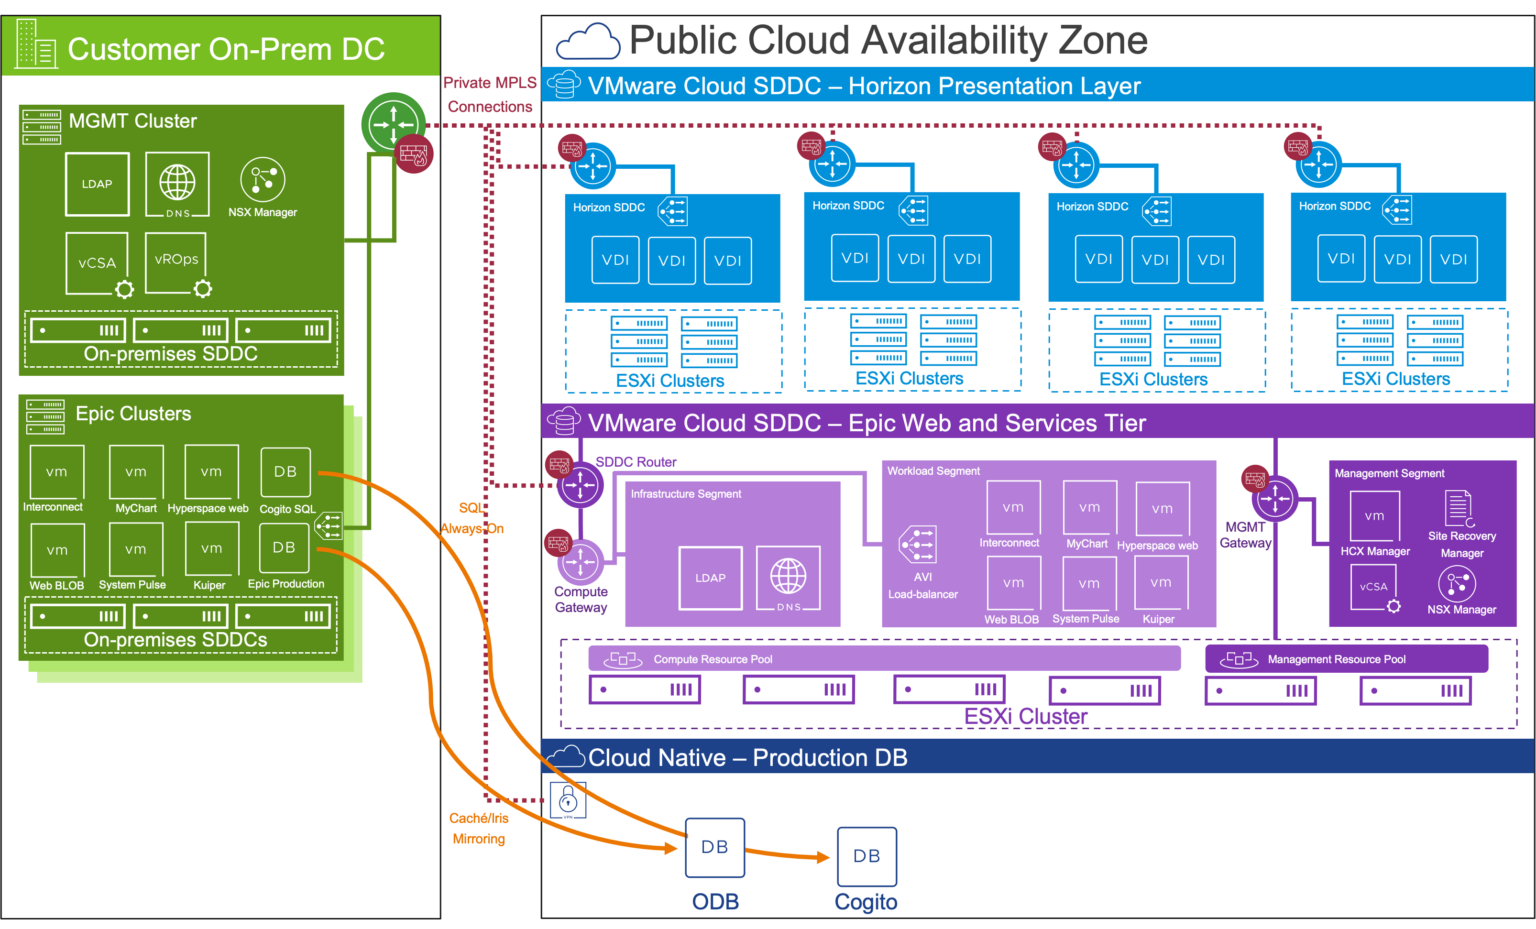 Customer On-Prem DC
MGMT Cluster
LDAP
DNS
NSX Manager
vCSA
vROps
On-premises SDDC
Epic Clusters
vm
vm
vm
DB
Interconnect
MyChart
Hyperspace web
Cogito SQL
vm
vm
vm
DB
Web BLOB
System Pulse
Kuiper
Epic Production
On-premises SDDCs
Private MPLS
Connections
SQL
Always On
Caché/Iris
Mirroring
Public Cloud Availability Zone
VMware Cloud SDDC – Horizon Presentation Layer
Horizon SDDC
VDI
VDI
VDI
ESXi Clusters
Horizon SDDC
VDI
VDI
VDI
ESXi Clusters
Horizon SDDC
VDI
VDI
VDI
ESXi Clusters
Horizon SDDC
VDI
VDI
VDI
ESXi Clusters
VMware Cloud SDDC – Epic Web and Services Tier
SDDC Router
Compute
Gateway
Infrastructure Segment
LDAP
DNS
Workload Segment
AVI
Load-balancer
vm
vm
vm
Interconnect
MyChart
Hyperspace web
vm
vm
vm
Web BLOB
System Pulse
Kuiper
MGMT
Gateway
Management Segment
vm
HCX Manager
Site Recovery
Manager
vCSA
NSX Manager
Compute Resource Pool
Management Resource Pool
ESXi Cluster
Cloud Native – Production DB
VPN
DB
ODB
DB
Cogito